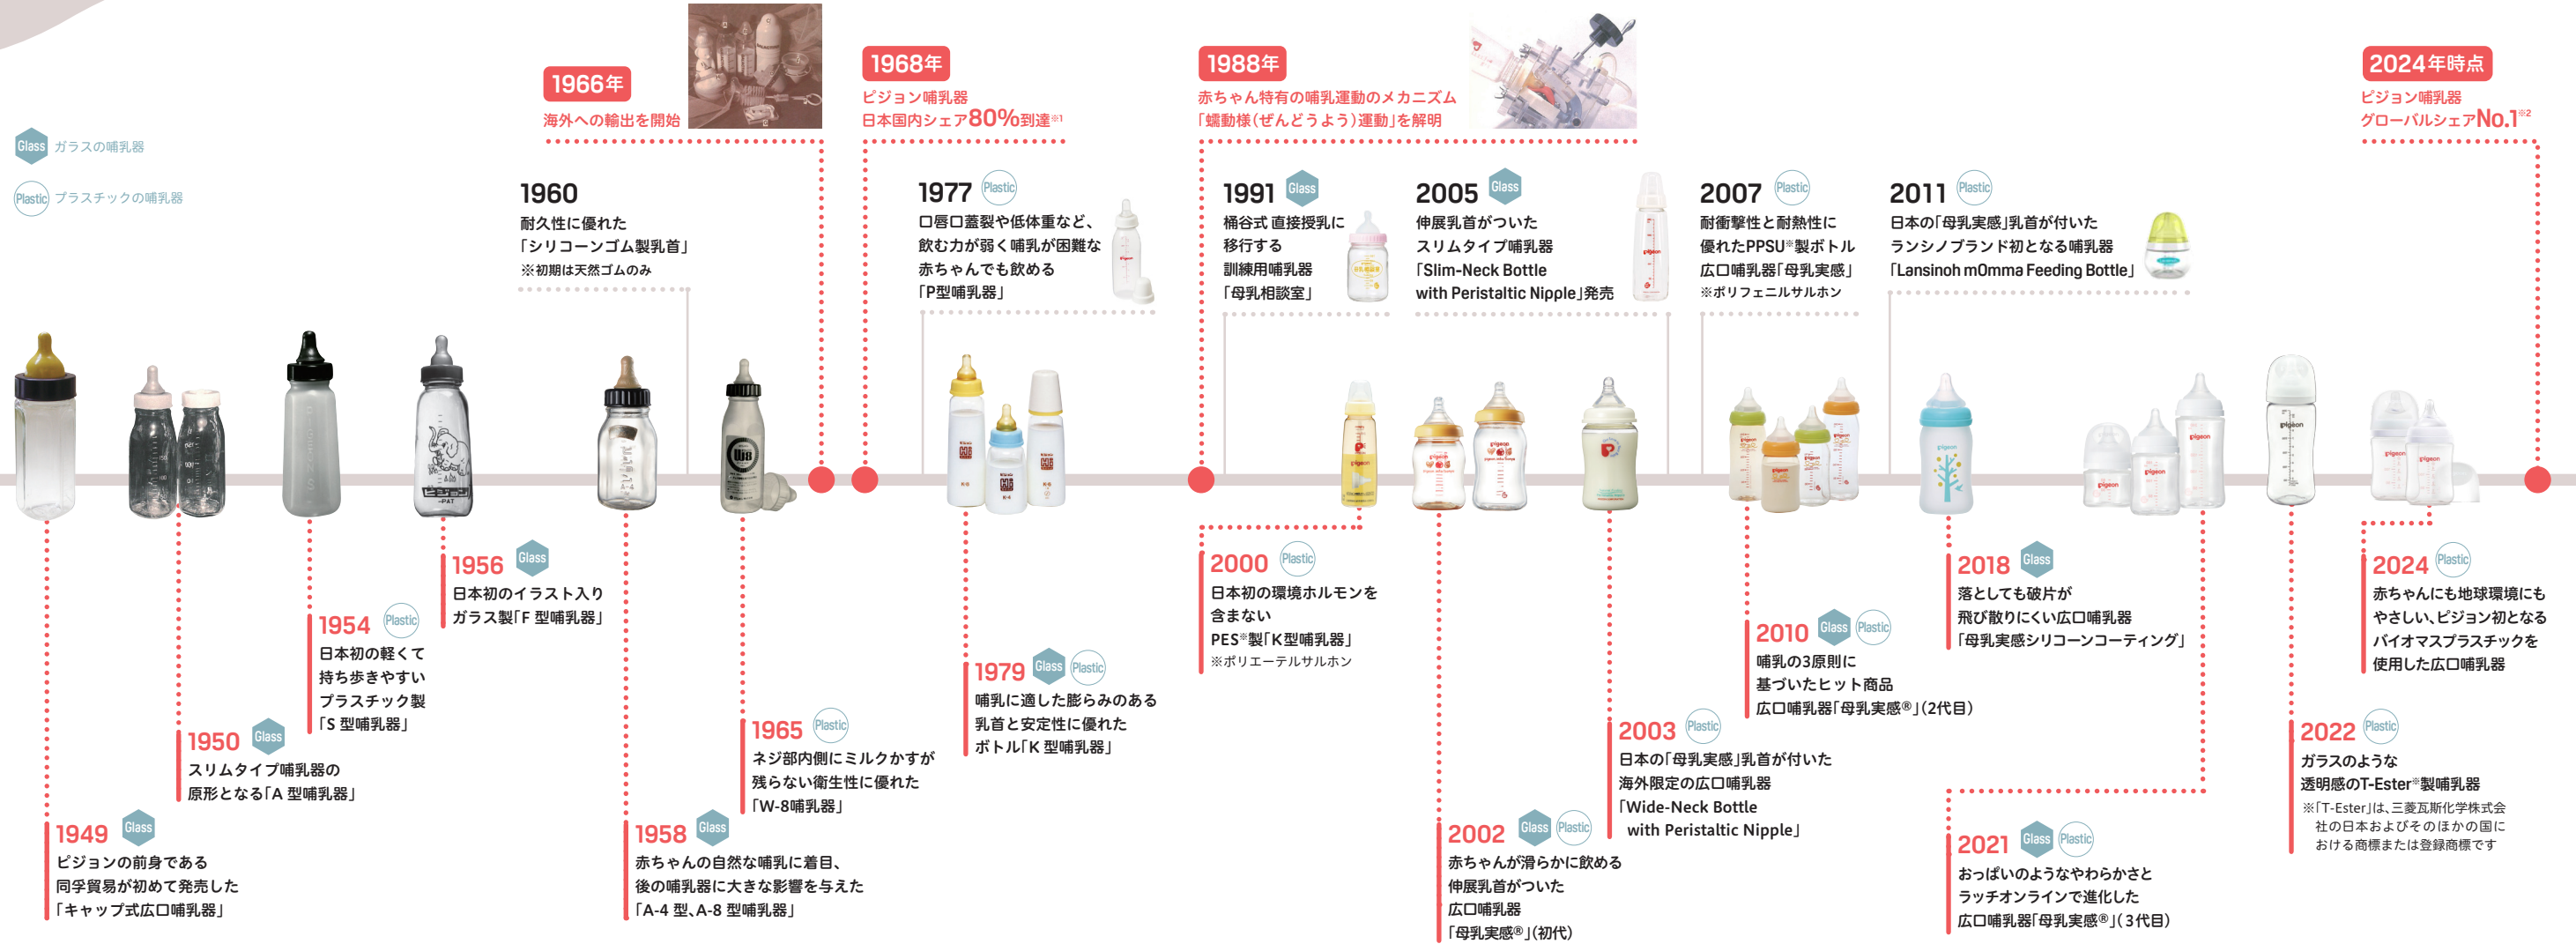 Glass ガラスの哺乳器
Plastic プラスチックの哺乳器
1966年
海外への輸出を開始
1968年
ピジョン哺乳器
日本国内シェア80%到達※1
1988年
赤ちゃん特有の哺乳運動のメカニズム
「蠕動様(ぜんどうよう)運動」を解明
2024年時点
ピジョン哺乳器
グローバルシェアNo.1※2
1960
耐久性に優れた
「シリコーンゴム製乳首」
※初期は天然ゴムのみ
1977 Plastic
口唇口蓋裂や低体重など、
飲む力が弱く哺乳が困難な
赤ちゃんでも飲める
「P型哺乳器」
1991 Glass
桶谷式 直接授乳に
移行する
訓練用哺乳器
「母乳相談室」
2005 Glass
伸展乳首がついた
スリムタイプ哺乳器
「Slim-Neck Bottle
with Peristaltic Nipple」発売
2007 Plastic
耐衝撃性と耐熱性に
優れたPPSU※製ボトル
広口哺乳器「母乳実感」
※ポリフェニルサルホン
2011 Plastic
日本の「母乳実感」乳首が付いた
ランシノブランド初となる哺乳器
「Lansinoh mOmma Feeding Bottle」
1949 Glass
ピジョンの前身である
同孚貿易が初めて発売した
「キャップ式広口哺乳器」
1950 Glass
スリムタイプ哺乳器の
原形となる「A 型哺乳器」
1954 Plastic
日本初の軽くて
持ち歩きやすい
プラスチック製
「S 型哺乳器」
1956 Glass
日本初のイラスト入り
ガラス製「F 型哺乳器」
1958 Glass
赤ちゃんの自然な哺乳に着目、
後の哺乳器に大きな影響を与えた
「A-4 型、A-8 型哺乳器」
1965 Plastic
ネジ部内側にミルクかすが
残らない衛生性に優れた
「W-8哺乳器」
1979 Glass Plastic
哺乳に適した膨らみのある
乳首と安定性に優れた
ボトル「K 型哺乳器」
2000 Plastic
日本初の環境ホルモンを
含まない
PES※製「K型哺乳器」
※ポリエーテルサルホン
2002 Glass Plastic
赤ちゃんが滑らかに飲める
伸展乳首がついた
広口哺乳器
「母乳実感®」(初代)
2003 Plastic
日本の「母乳実感」乳首が付いた
海外限定の広口哺乳器
「Wide-Neck Bottle
with Peristaltic Nipple」
2010 Glass Plastic
哺乳の3原則に
基づいたヒット商品
広口哺乳器「母乳実感®」(2代目)
2018 Glass
落としても破片が
飛び散りにくい広口哺乳器
「母乳実感シリコーンコーティング」
2021 Glass Plastic
おっぱいのようなやわらかさと
ラッチオンラインで進化した
広口哺乳器「母乳実感®」(3代目)
2022 Plastic
ガラスのような
透明感のT-Ester※製哺乳器
※「T-Ester」は、三菱瓦斯化学株式会
社の日本およびそのほかの国に
おける商標または登録商標です
2024 Plastic
赤ちゃんにも地球環境にも
やさしい、ピジョン初となる
バイオマスプラスチックを
使用した広口哺乳器